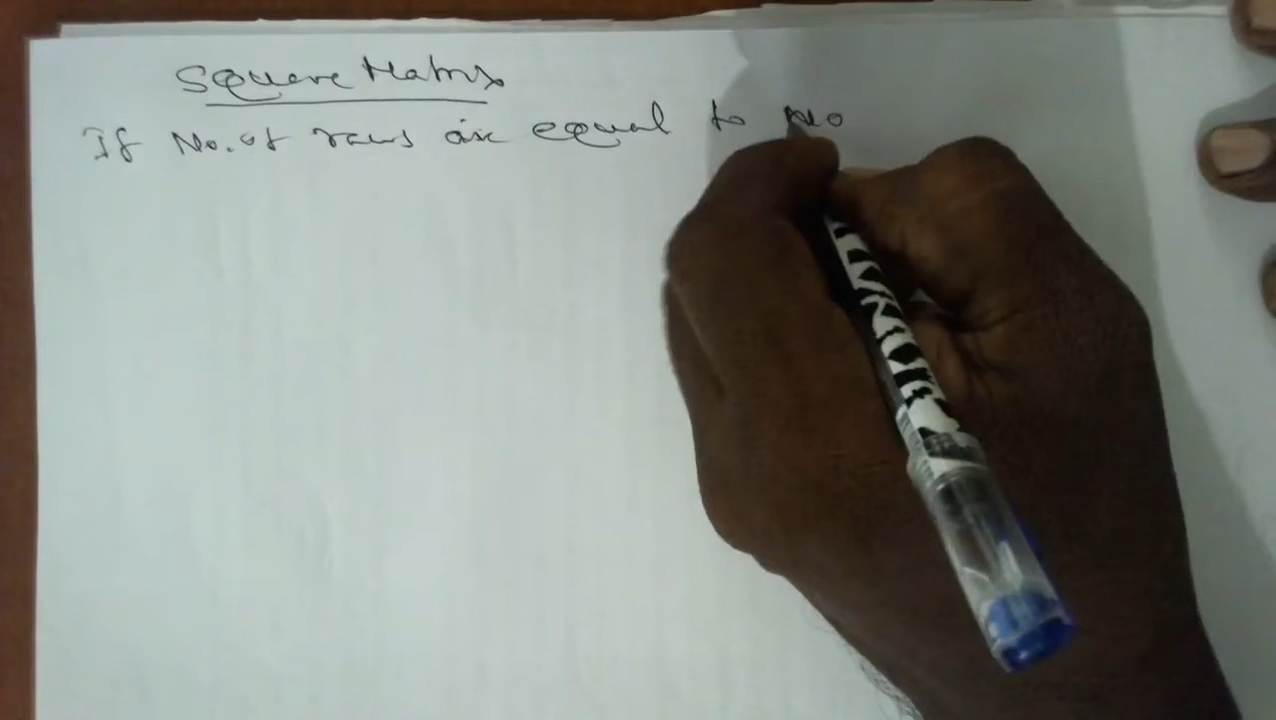 Square Matrix
If No. of rows are equal to No